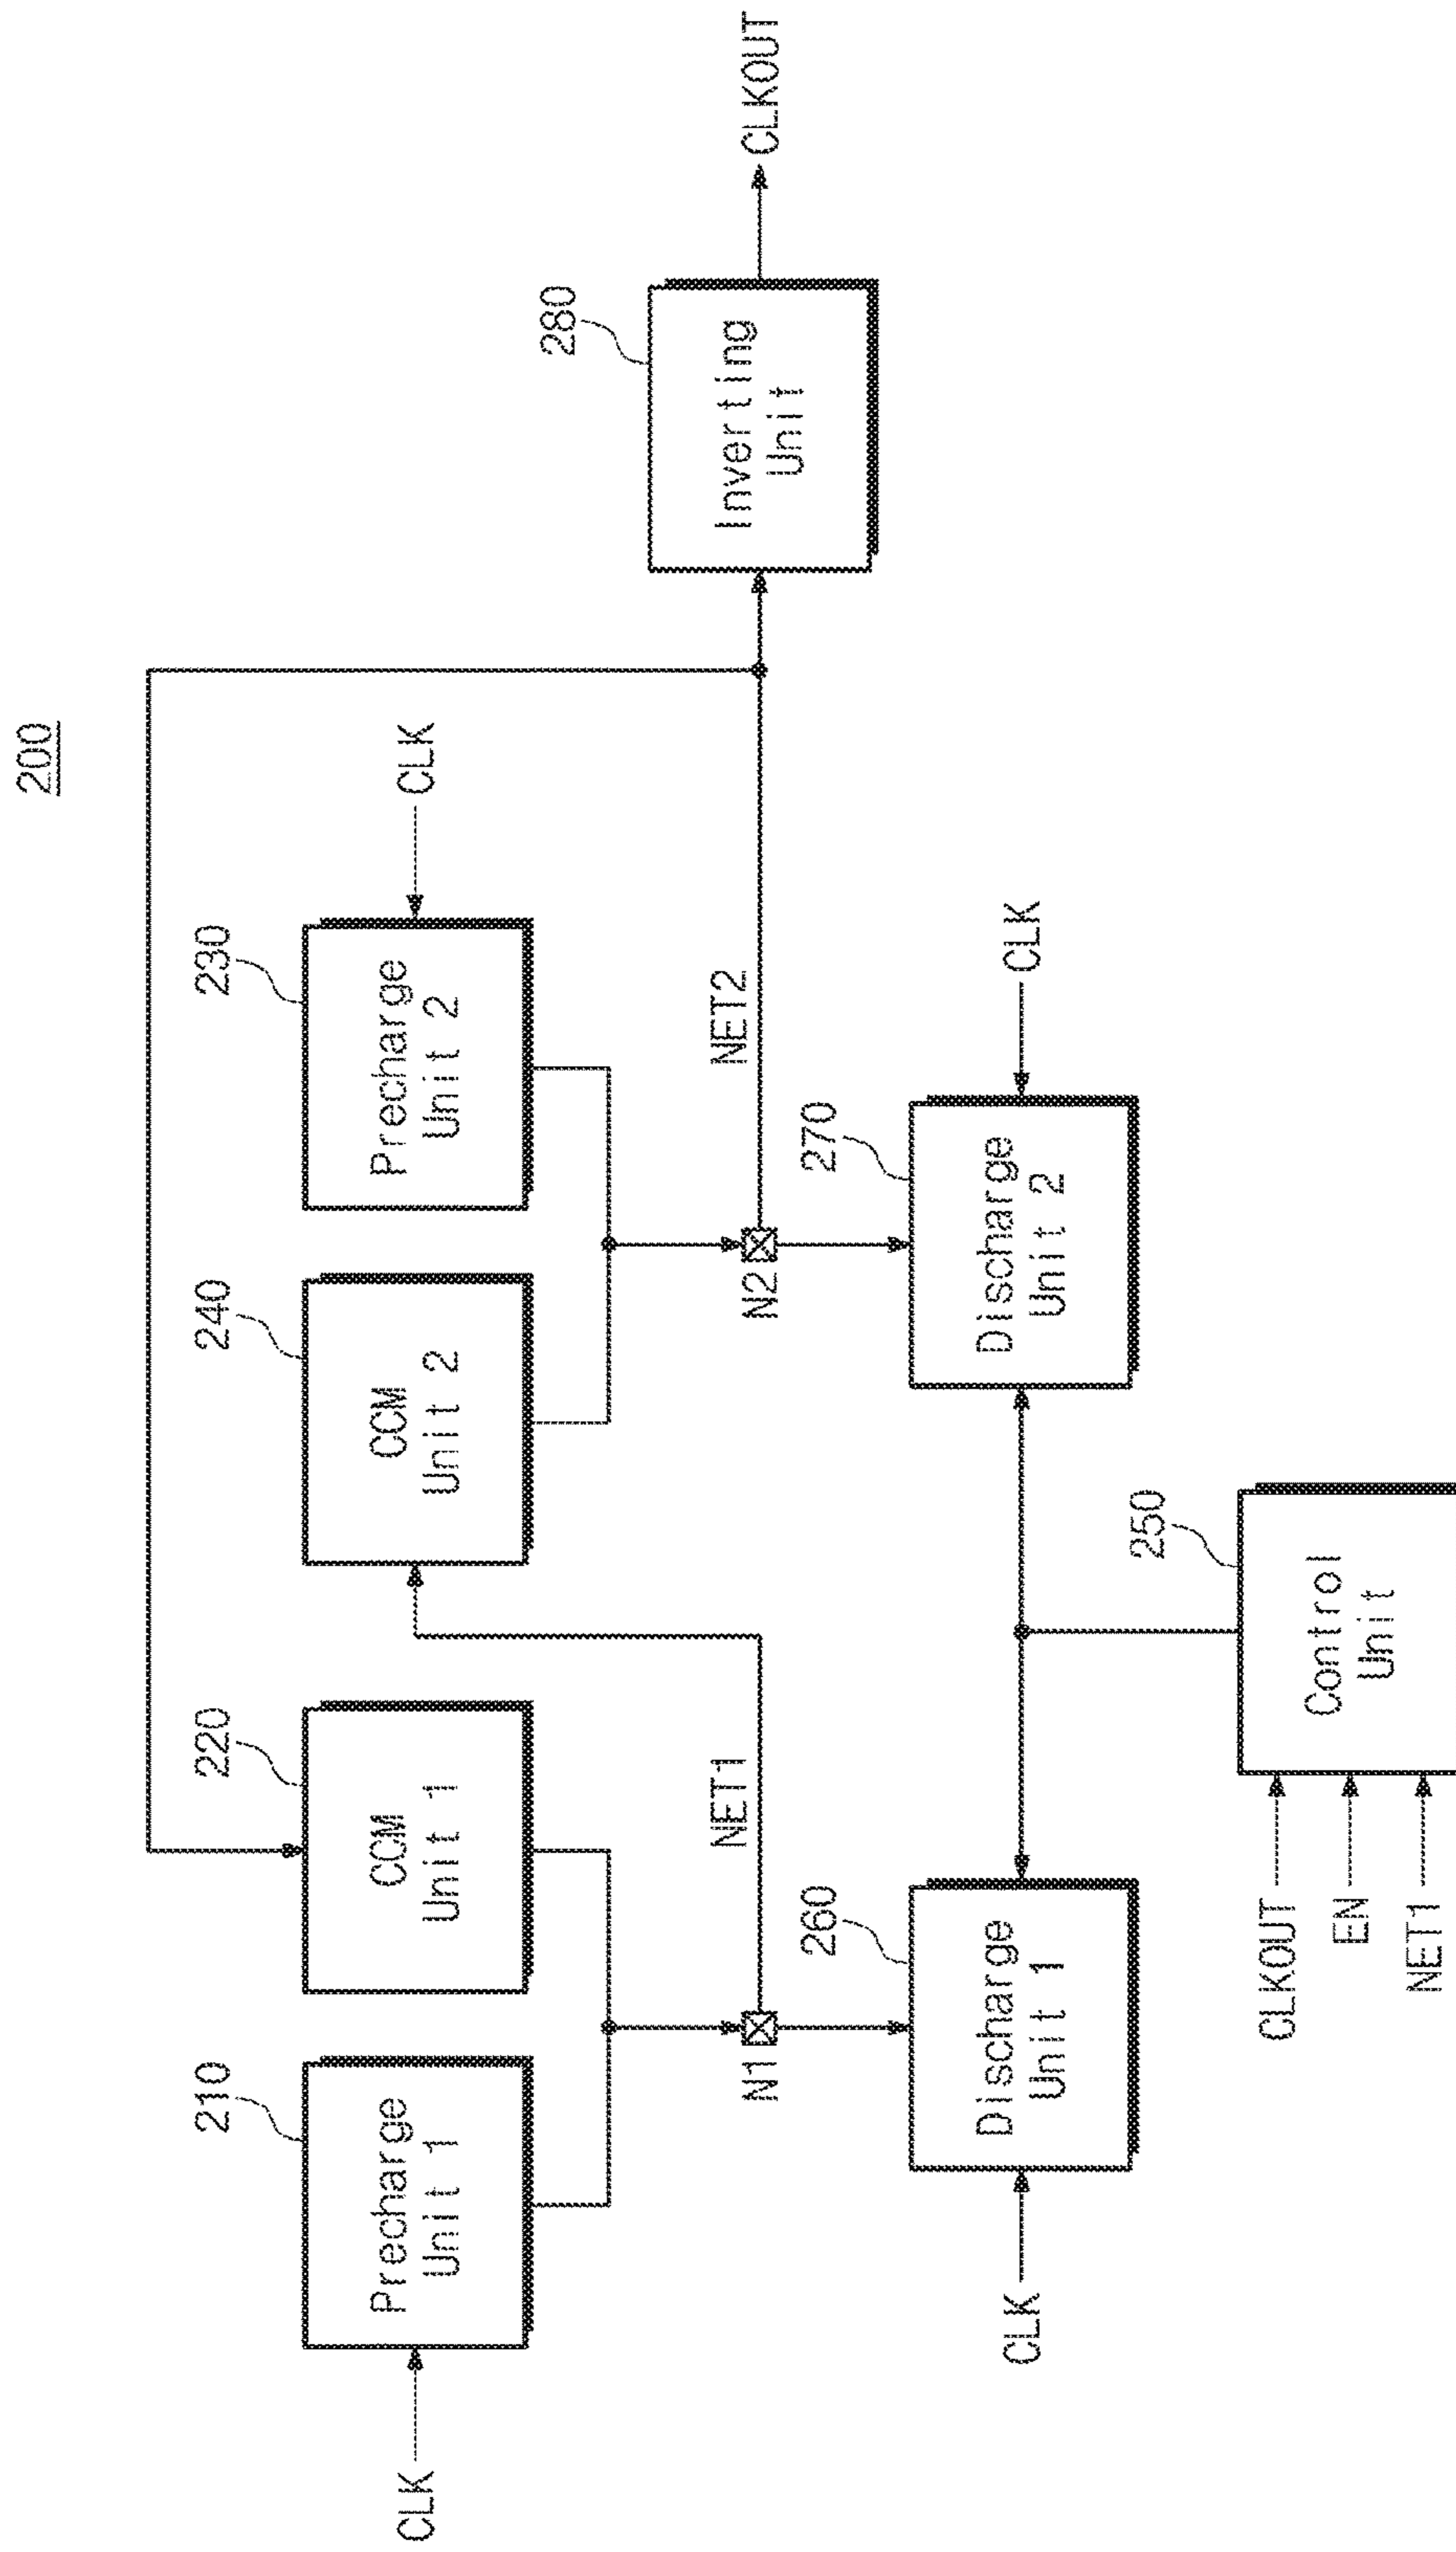 200
210
Precharge
Unit 1
CLK
220
CCM
Unit 1
240
CCM
Unit 2
230
Precharge
Unit 2
CLK
N1
NET1
N2
NET2
280
Inverting
Unit
CLKOUT
CLK
260
Discharge
Unit 1
270
Discharge
Unit 2
CLK
250
Control
Unit
CLKOUT
EN
NET1